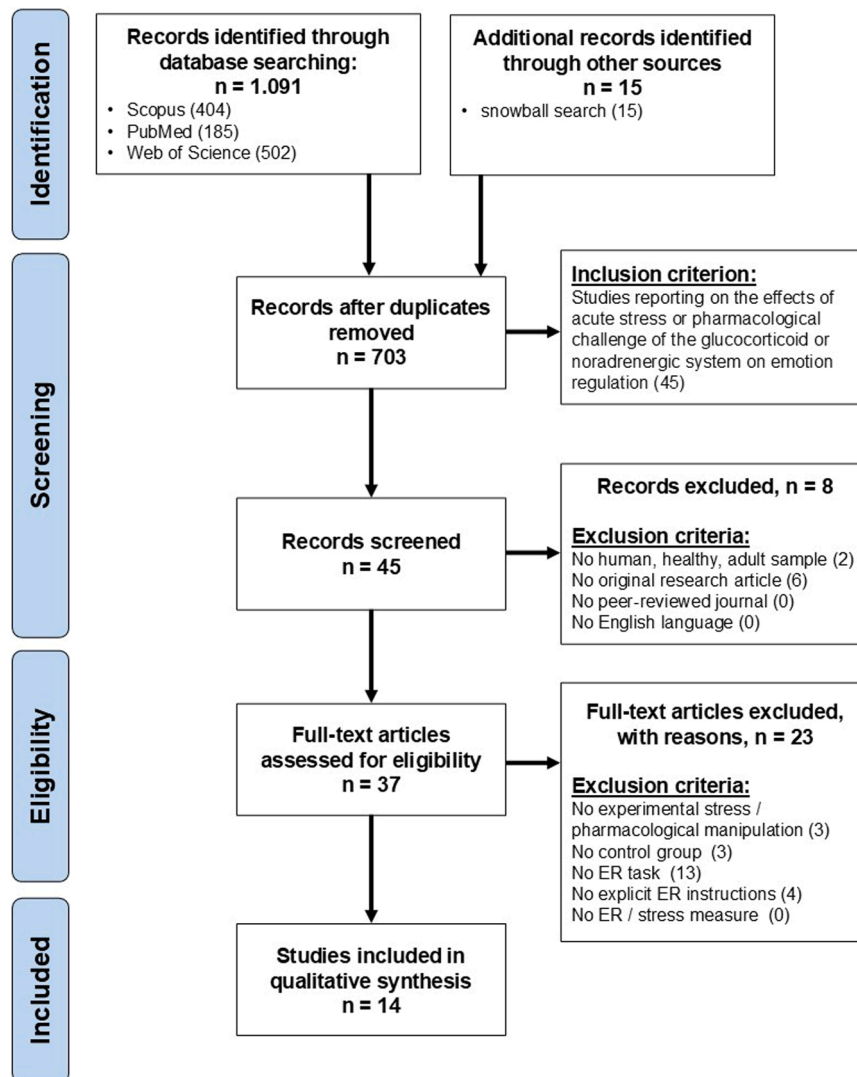 Identification
Records identified through
database searching:
n = 1.091
• Scopus (404)
• PubMed (185)
• Web of Science (502)
Additional records identified
through other sources
n = 15
• snowball search (15)
Screening
Records after duplicates
removed
n = 703
Inclusion criterion:
Studies reporting on the effects of
acute stress or pharmacological
challenge of the glucocorticoid or
noradrenergic system on emotion
regulation (45)
Records screened
n = 45
Records excluded, n = 8
Exclusion criteria:
No human, healthy, adult sample (2)
No original research article (6)
No peer-reviewed journal (0)
No English language (0)
Eligibility
Full-text articles
assessed for eligibility
n = 37
Full-text articles excluded,
with reasons, n = 23
Exclusion criteria:
No experimental stress /
pharmacological manipulation (3)
No control group (3)
No ER task (13)
No explicit ER instructions (4)
No ER / stress measure (0)
Included
Studies included in
qualitative synthesis
n = 14